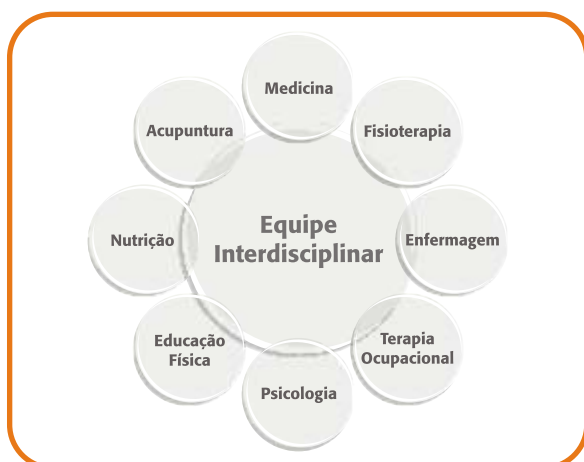 Medicina
Acupuntura
Fisioterapia
Equipe
Interdisciplinar
Nutrição
Enfermagem
Educação
Física
Terapia
Ocupacional
Psicologia